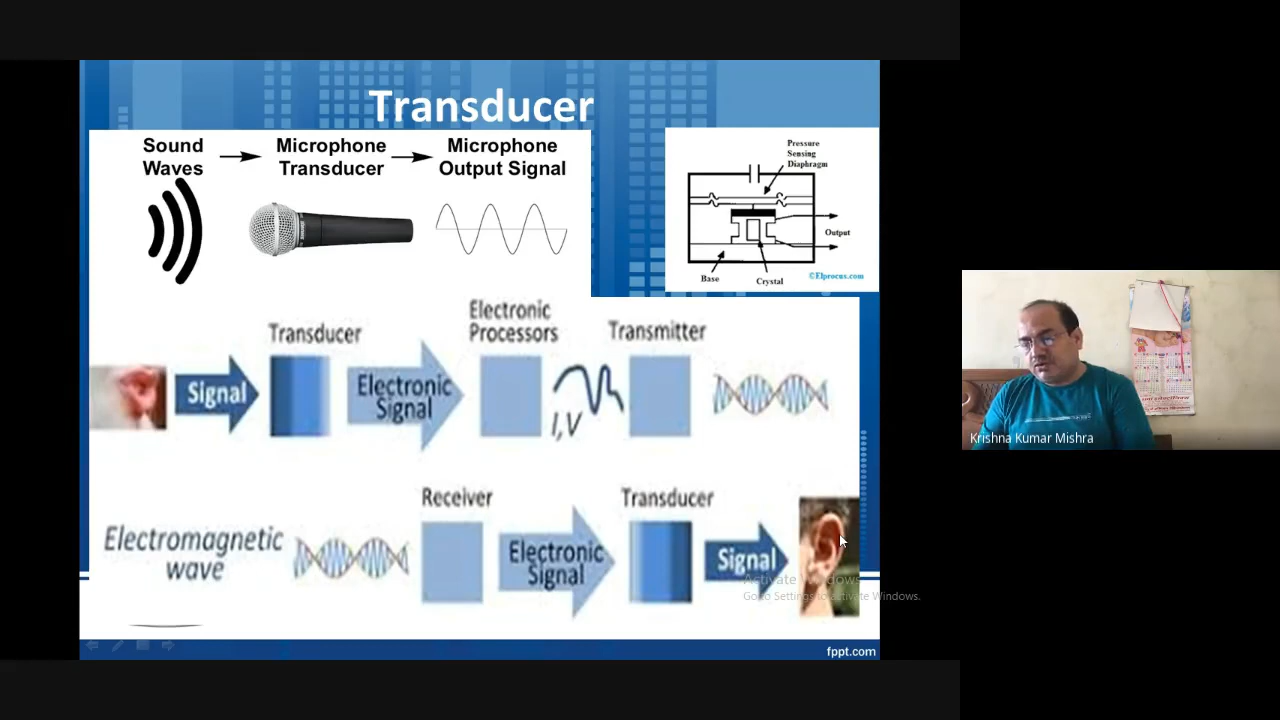 Transducer
Sound
Waves
Microphone
Transducer
Microphone
Output Signal
Pressure
Sensing
Diaphragm
Output
Base
Crystal
©Elprocus.com
Transducer
Electronic
Processors
Transmitter
Signal
Electronic
Signal
I,V
Receiver
Transducer
Electromagnetic
wave
Electronic
Signal
Signal
Activate Windows
Go to Settings to activate Windows.
fppt.com
Krishna Kumar Mishra